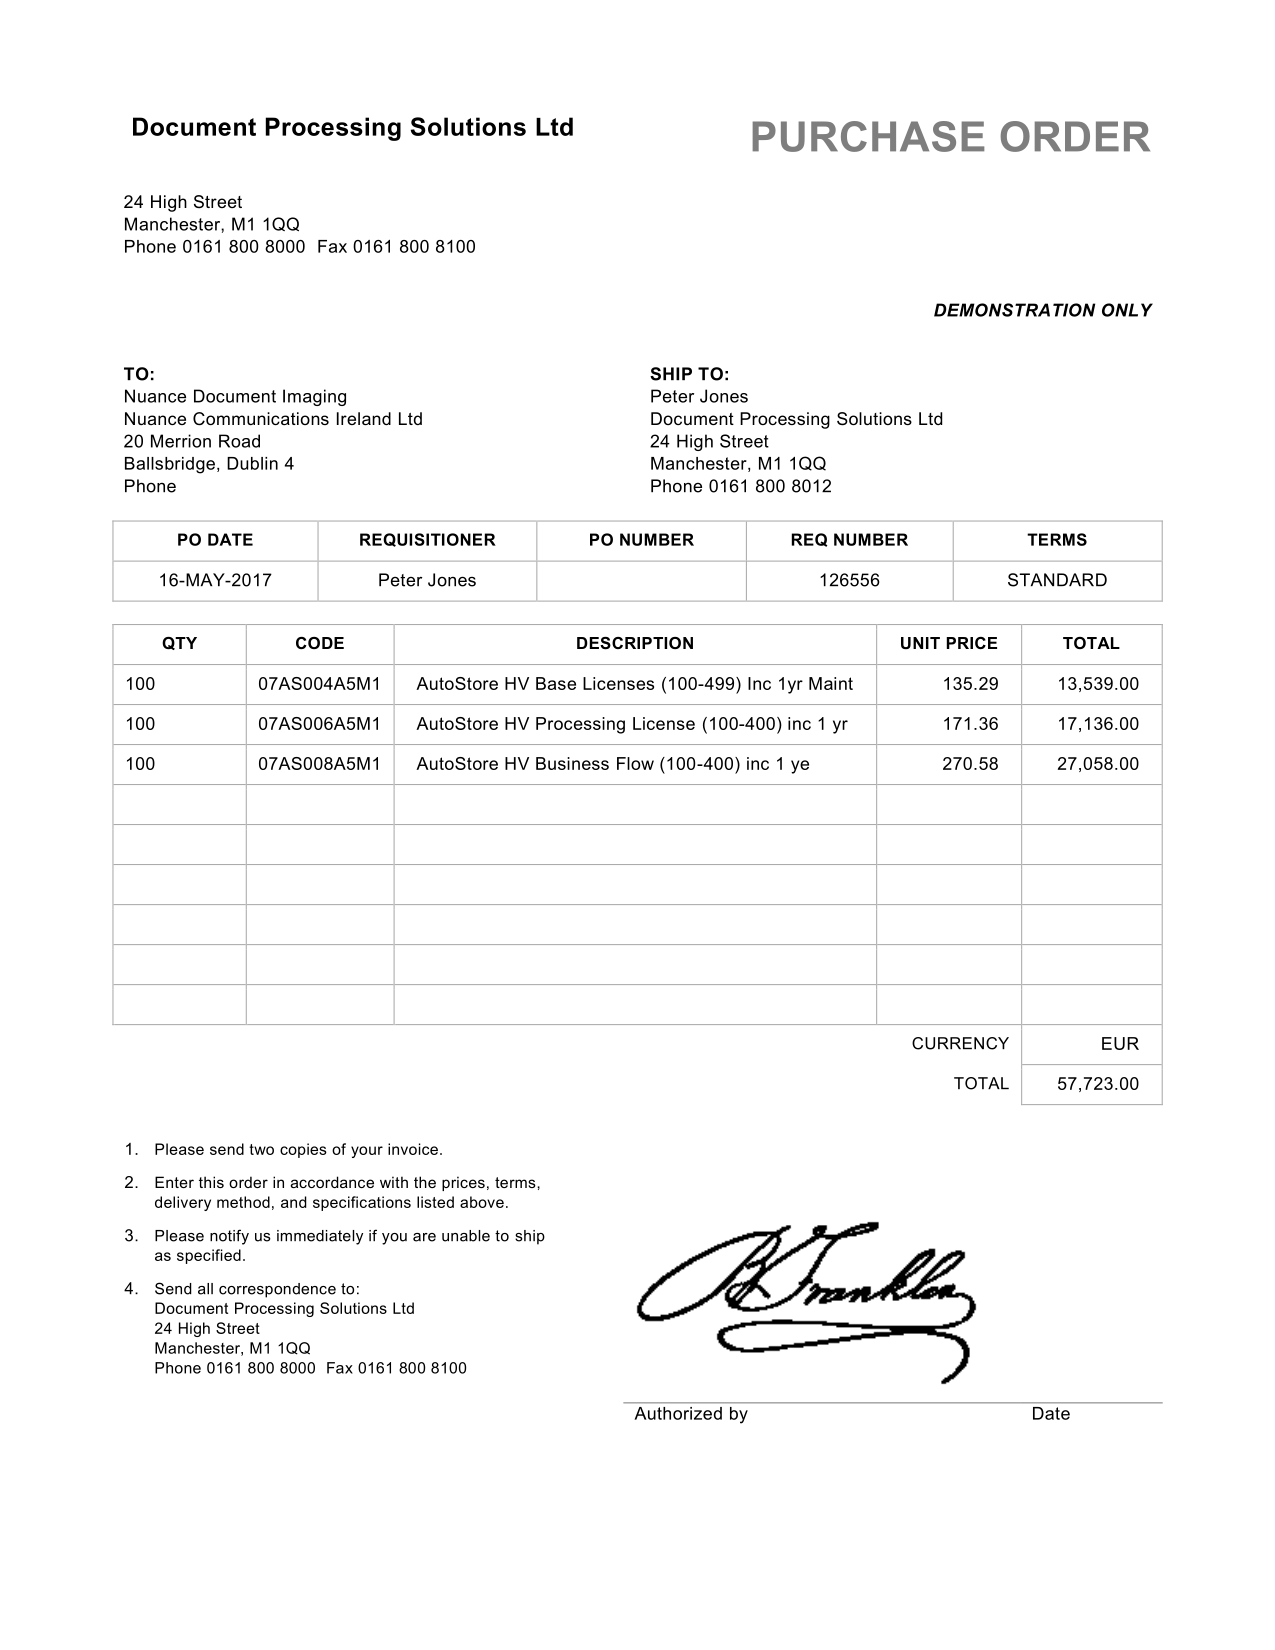 Document Processing Solutions Ltd
PURCHASE ORDER
24 High Street
Manchester, M1 1QQ
Phone 0161 800 8000  Fax 0161 800 8100
DEMONSTRATION ONLY
TO:
Nuance Document Imaging
Nuance Communications Ireland Ltd
20 Merrion Road
Ballsbridge, Dublin 4
Phone
SHIP TO:
Peter Jones
Document Processing Solutions Ltd
24 High Street
Manchester, M1 1QQ
Phone 0161 800 8012
PO DATE REQUISITIONER PO NUMBER REQ NUMBER TERMS
16-MAY-2017 Peter Jones 126556 STANDARD
QTY CODE DESCRIPTION UNIT PRICE TOTAL
100 07AS004A5M1 AutoStore HV Base Licenses (100-499) Inc 1yr Maint 135.29 13,539.00
100 07AS006A5M1 AutoStore HV Processing License (100-400) inc 1 yr 171.36 17,136.00
100 07AS008A5M1 AutoStore HV Business Flow (100-400) inc 1 ye 270.58 27,058.00
CURRENCY EUR
TOTAL 57,723.00
1. Please send two copies of your invoice.
2. Enter this order in accordance with the prices, terms,
delivery method, and specifications listed above.
3. Please notify us immediately if you are unable to ship
as specified.
4. Send all correspondence to:
Document Processing Solutions Ltd
24 High Street
Manchester, M1 1QQ
Phone 0161 800 8000  Fax 0161 800 8100
B Franklin
Authorized by Date